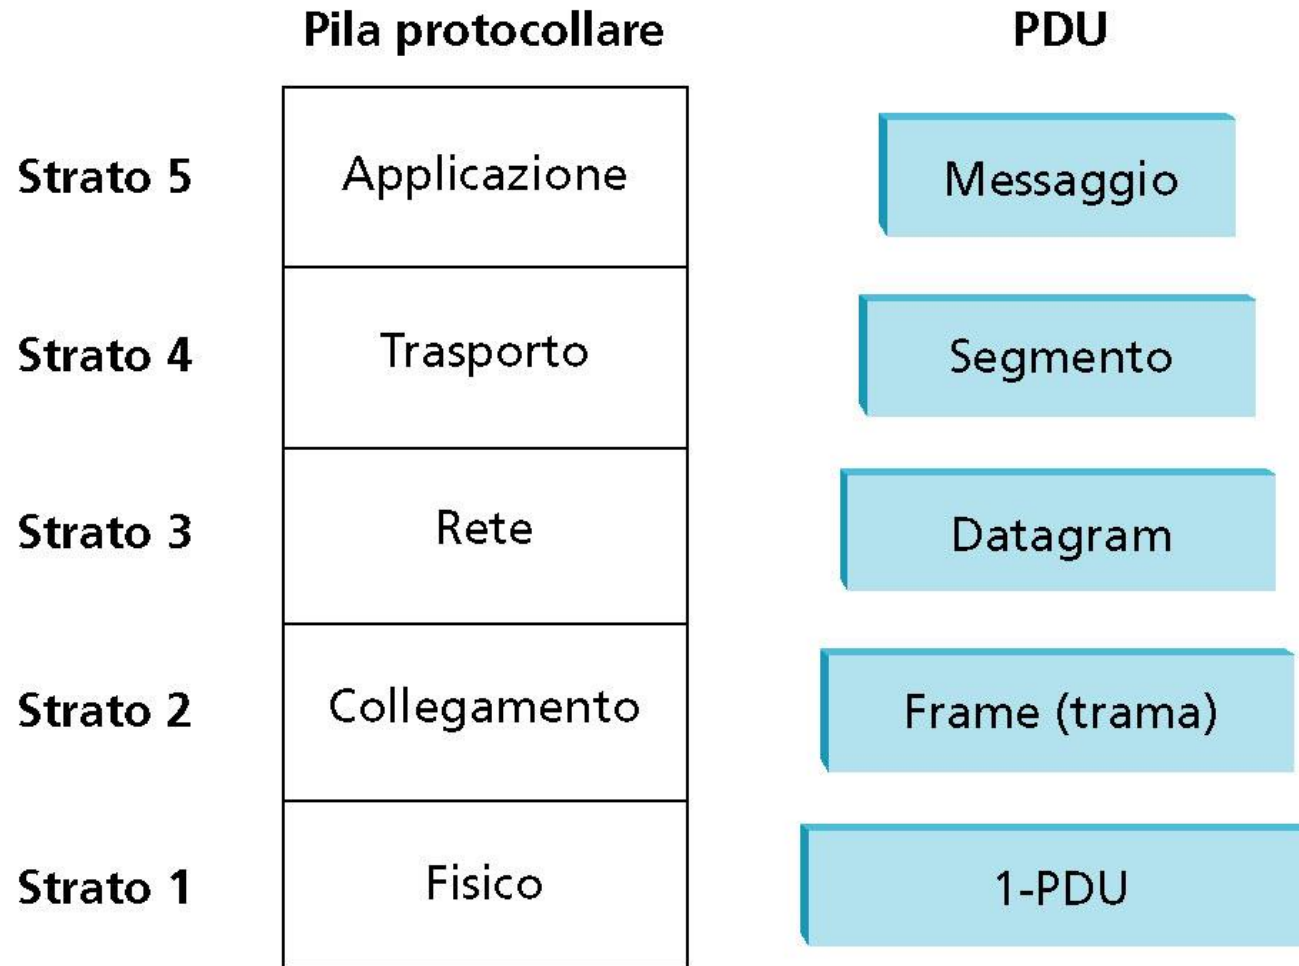 Pila protocollare PDU
Strato 5 Applicazione Messaggio
Strato 4 Trasporto Segmento
Strato 3 Rete Datagram
Strato 2 Collegamento Frame (trama)
Strato 1 Fisico 1-PDU